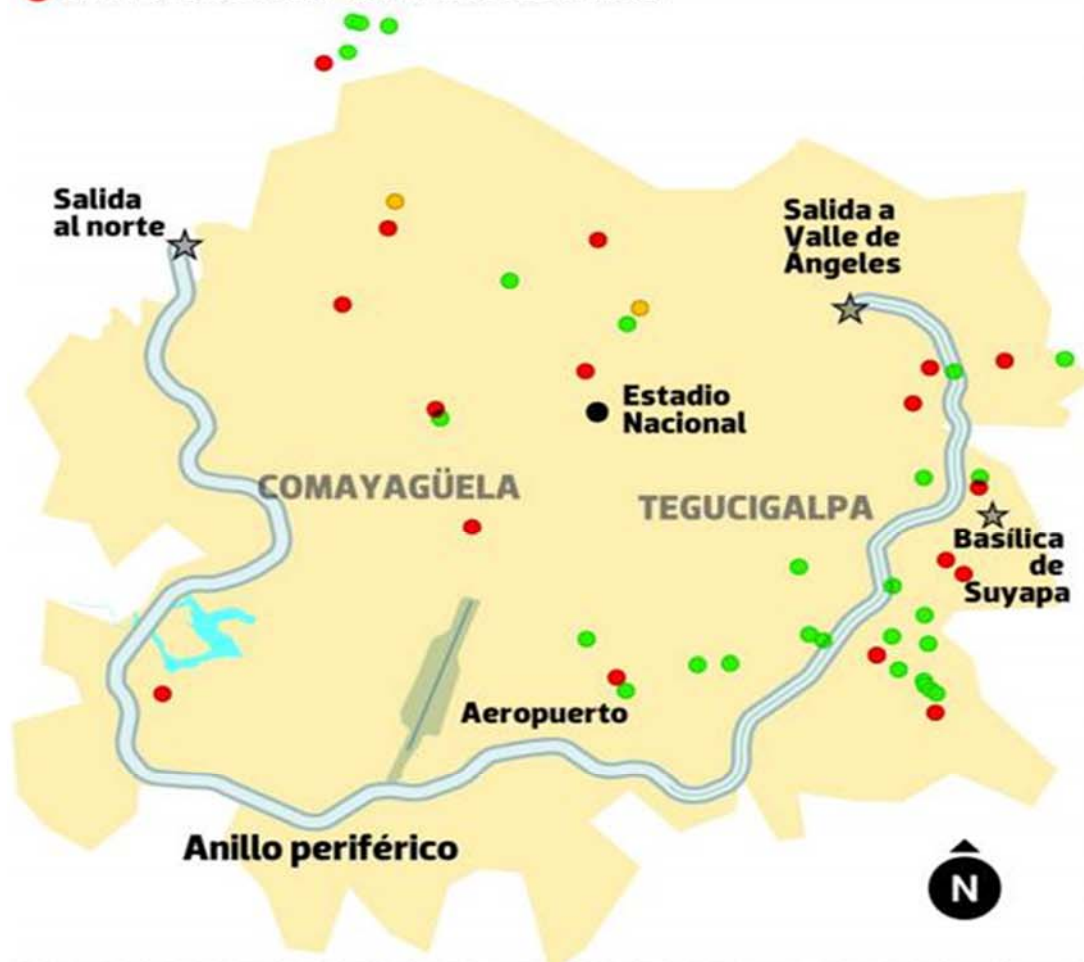 Salida
al norte
Salida a
Valle de
Ángeles
Estadio
Nacional
COMAYAGÜELA
TEGUCIGALPA
Basílica
de
Suyapa
Aeropuerto
Anillo periférico
N